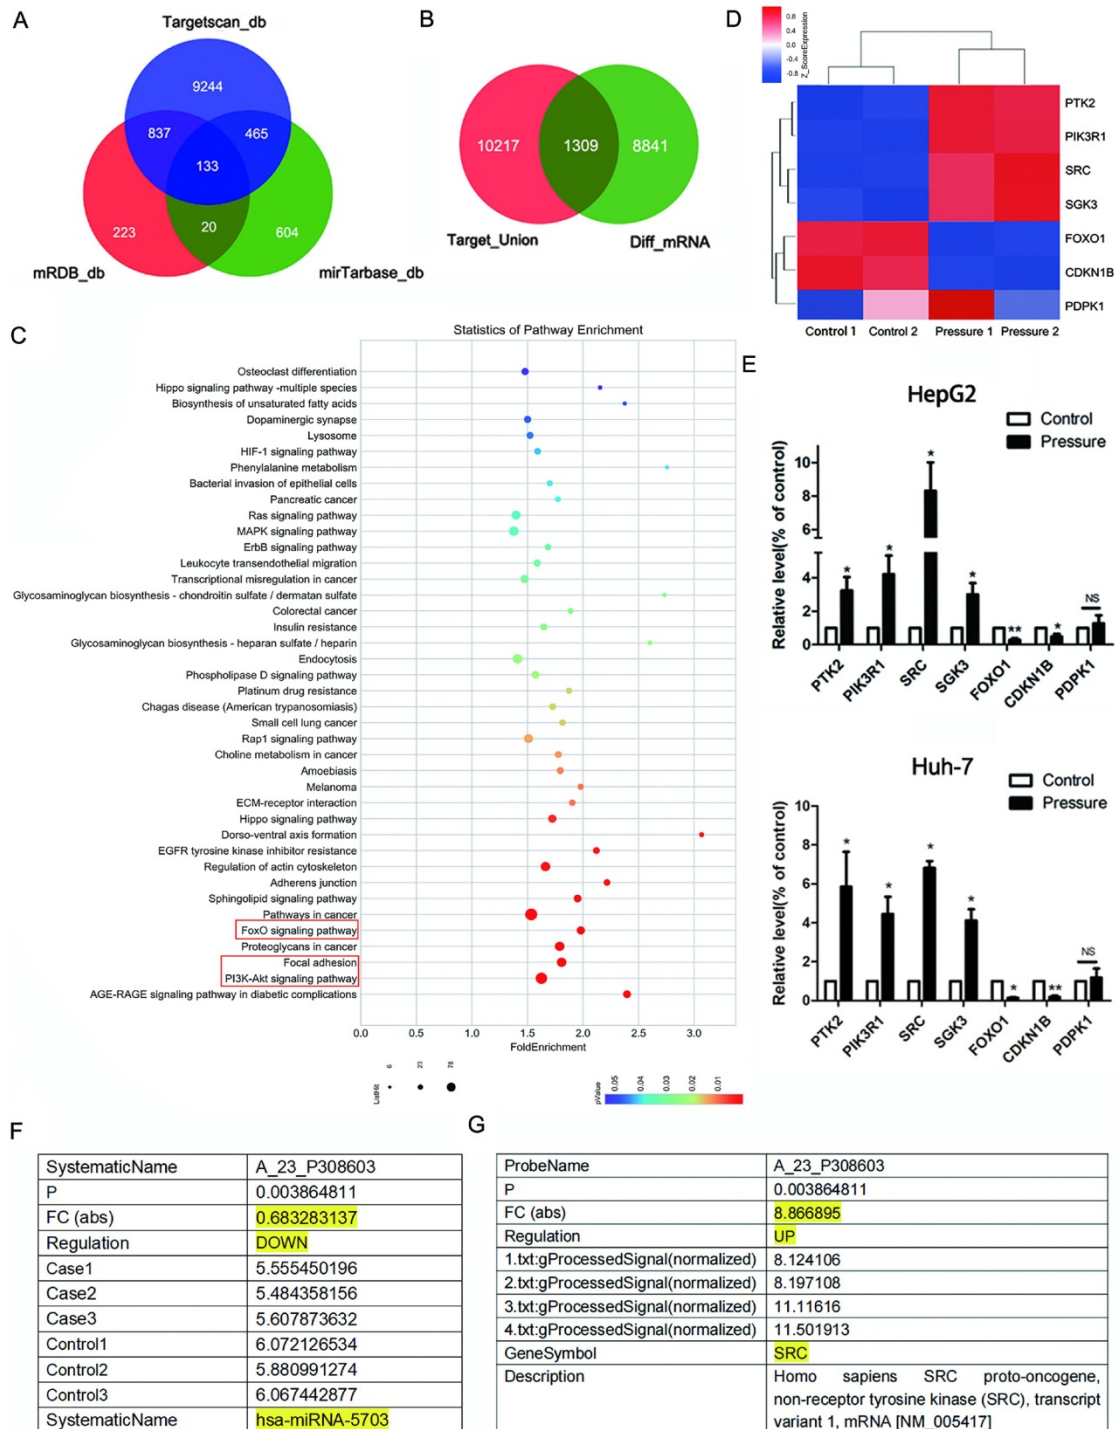 A
Targetscan_db
9244
837
465
133
223
20
604
mRDB_db
mirTarbase_db
B
10217
1309
8841
Target_Union
Diff_mRNA
D
0.8
0.4
0.0
-0.4
-0.8
Z_ScoreExpression
PTK2
PIK3R1
SRC
SGK3
FOXO1
CDKN1B
PDPK1
Control 1
Control 2
Pressure 1
Pressure 2
C
Statistics of Pathway Enrichment
Osteoclast differentiation
Hippo signaling pathway -multiple species
Biosynthesis of unsaturated fatty acids
Dopaminergic synapse
Lysosome
HIF-1 signaling pathway
Phenylalanine metabolism
Bacterial invasion of epithelial cells
Pancreatic cancer
Ras signaling pathway
MAPK signaling pathway
ErbB signaling pathway
Leukocyte transendothelial migration
Transcriptional misregulation in cancer
Glycosaminoglycan biosynthesis - chondroitin sulfate / dermatan sulfate
Colorectal cancer
Insulin resistance
Glycosaminoglycan biosynthesis - heparan sulfate / heparin
Endocytosis
Phospholipase D signaling pathway
Platinum drug resistance
Chagas disease (American trypanosomiasis)
Small cell lung cancer
Rap1 signaling pathway
Choline metabolism in cancer
Amoebiasis
Melanoma
ECM-receptor interaction
Hippo signaling pathway
Dorso-ventral axis formation
EGFR tyrosine kinase inhibitor resistance
Regulation of actin cytoskeleton
Adherens junction
Sphingolipid signaling pathway
Pathways in cancer
FoxO signaling pathway
Proteoglycans in cancer
Focal adhesion
PI3K-Akt signaling pathway
AGE-RAGE signaling pathway in diabetic complications
0.0 0.5 1.0 1.5 2.0 2.5 3.0
FoldEnrichment
ListHit
6
23
78
pValue
0.05
0.04
0.03
0.02
0.01
E
HepG2
Control
Pressure
Relative level(% of control)
10
8
6
4
2
0
* * * * ** * NS
PTK2 PIK3R1 SRC SGK3 FOXO1 CDKN1B PDPK1
Huh-7
Control
Pressure
Relative level(% of control)
10
8
6
4
2
0
* * * * * ** NS
PTK2 PIK3R1 SRC SGK3 FOXO1 CDKN1B PDPK1
F
SystematicName A_23_P308603
P 0.003864811
FC (abs) 0.683283137
Regulation DOWN
Case1 5.555450196
Case2 5.484358156
Case3 5.607873632
Control1 6.072126534
Control2 5.880991274
Control3 6.067442877
SystematicName hsa-miRNA-5703
G
ProbeName A_23_P308603
P 0.003864811
FC (abs) 8.866895
Regulation UP
1.txt:gProcessedSignal(normalized) 8.124106
2.txt:gProcessedSignal(normalized) 8.197108
3.txt:gProcessedSignal(normalized) 11.11616
4.txt:gProcessedSignal(normalized) 11.501913
GeneSymbol SRC
Description Homo sapiens SRC proto-oncogene,
non-receptor tyrosine kinase (SRC), transcript
variant 1, mRNA [NM_005417]